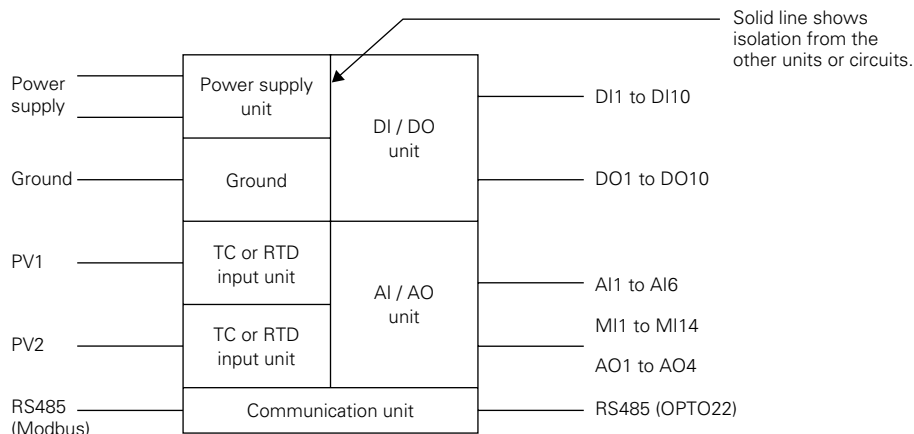 Solid line shows
isolation from the
other units or circuits.
Power
supply
Power supply
unit
DI / DO
unit
DI1 to DI10
Ground
Ground
DO1 to DO10
PV1
TC or RTD
input unit
AI / AO
unit
AI1 to AI6
MI1 to MI14
PV2
TC or RTD
input unit
AO1 to AO4
RS485
(Modbus)
Communication unit
RS485 (OPTO22)